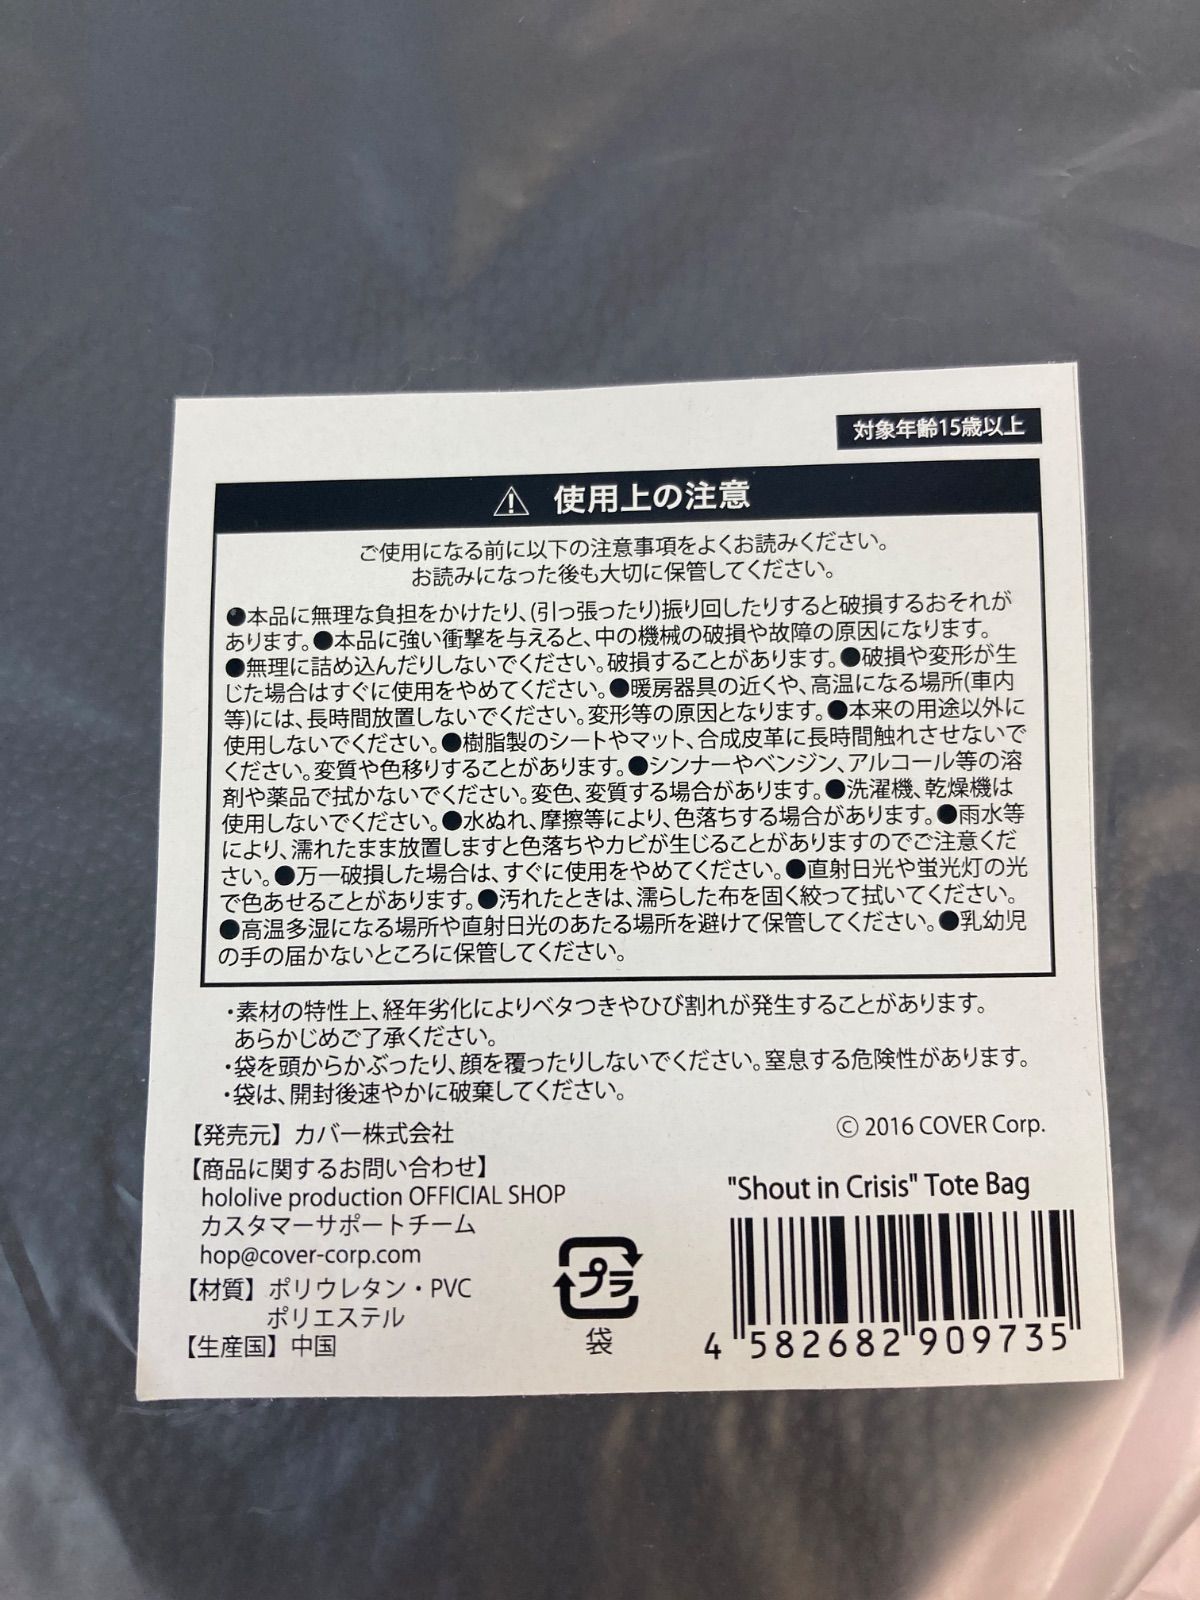 対象年齢15歳以上
⚠ 使用上の注意
ご使用になる前に以下の注意事項をよくお読みください。
お読みになった後も大切に保管してください。
●本品に無理な負担をかけたり、(引っ張ったり)振り回したりすると破損するおそれが
あります。●本品に強い衝撃を与えると、中の機械の破損や故障の原因になります。
●無理に詰め込んだりしないでください。破損することがあります。●破損や変形が生
じた場合はすぐに使用をやめてください。●暖房器具の近くや、高温になる場所(車内
等)には、長時間放置しないでください。変形等の原因となります。●本来の用途以外に
使用しないでください。●樹脂製のシートやマット、合成皮革に長時間触れさせないで
ください。変質や色移りすることがあります。●シンナーやベンジン、アルコール等の溶
剤や薬品で拭かないでください。変色、変質する場合があります。●洗濯機、乾燥機は
使用しないでください。●水ぬれ、摩擦等により、色落ちする場合があります。●雨水等
により、濡れたまま放置しますと色落ちやカビが生じることがありますのでご注意くだ
さい。●万一破損した場合は、すぐに使用をやめてください。●直射日光や蛍光灯の光
で色あせることがあります。●汚れたときは、濡らした布を固く絞って拭いてください。
●高温多湿になる場所や直射日光のあたる場所を避けて保管してください。●乳幼児
の手の届かないところに保管してください。
・素材の特性上、経年劣化によりベタつきやひび割れが発生することがあります。
あらかじめご了承ください。
・袋を頭からかぶったり、顔を覆ったりしないでください。窒息する危険性があります。
・袋は、開封後速やかに破棄してください。
【発売元】カバー株式会社
© 2016 COVER Corp.
【商品に関するお問い合わせ】
hololive production OFFICIAL SHOP
カスタマーサポートチーム
hop@cover-corp.com
【材質】ポリウレタン・PVC
ポリエステル
【生産国】中国
プラ
袋
"Shout in Crisis" Tote Bag
4 582682 909735